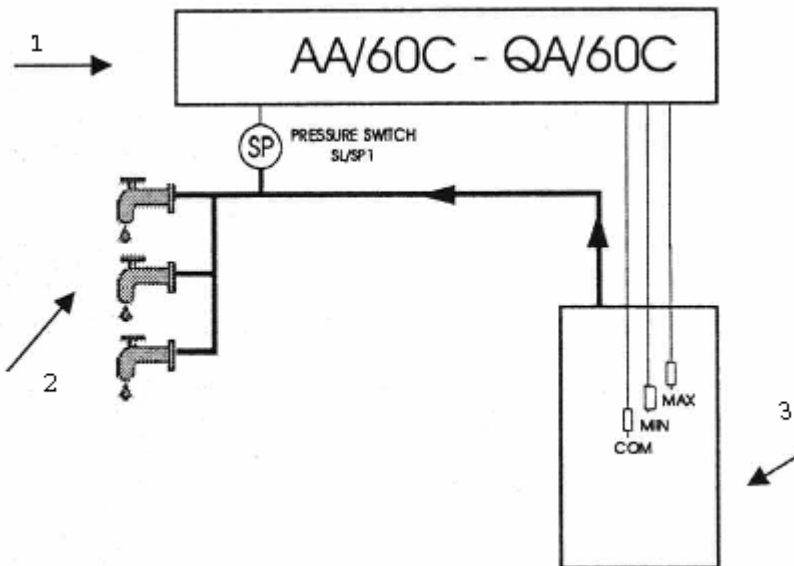 1
AA/60C - QA/60C
SP
PRESSURE SWITCH
SL/SP1
2
MAX
MIN
COM
3